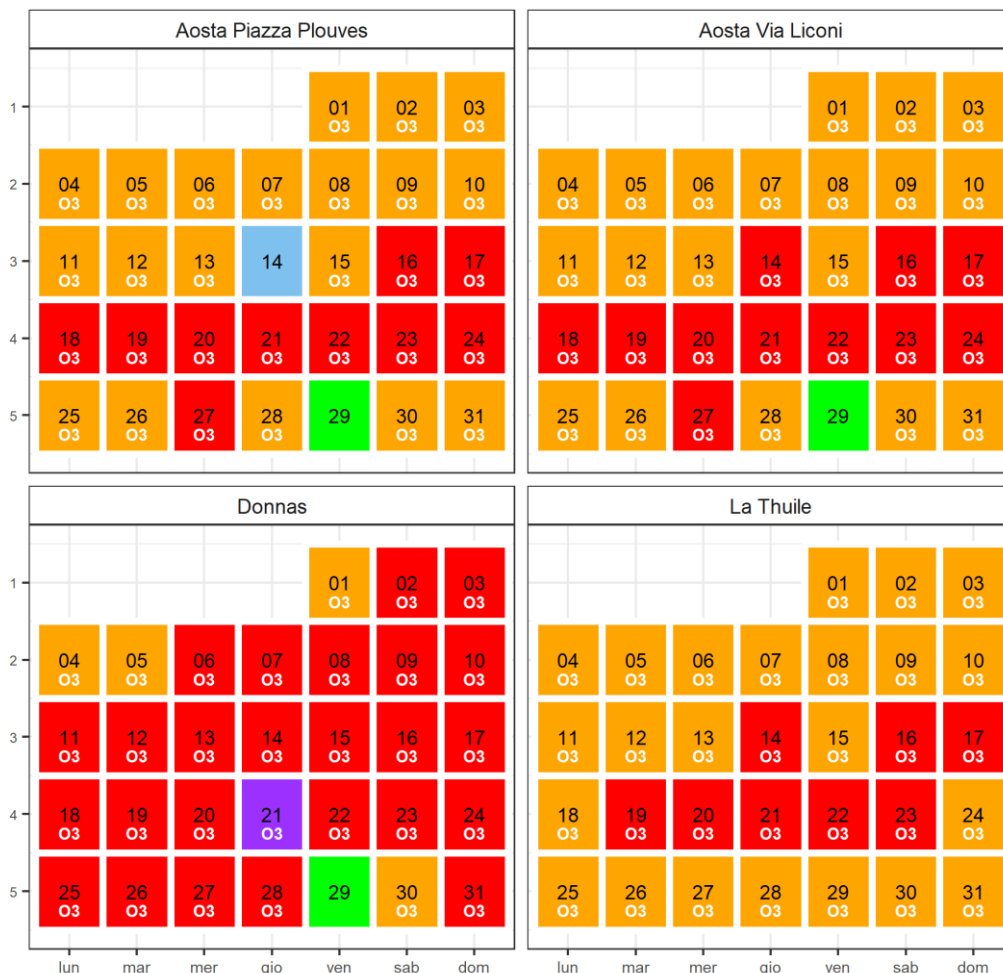 Aosta Piazza Plouves
1
01 02 03
O3 O3 O3
2
04 05 06 07 08 09 10
O3 O3 O3 O3 O3 O3 O3
3
11 12 13 14 15 16 17
O3 O3 O3 O3 O3 O3
4
18 19 20 21 22 23 24
O3 O3 O3 O3 O3 O3 O3
5
25 26 27 28 29 30 31
O3 O3 O3 O3 O3 O3
Aosta Via Liconi
01 02 03
O3 O3 O3
04 05 06 07 08 09 10
O3 O3 O3 O3 O3 O3 O3
11 12 13 14 15 16 17
O3 O3 O3 O3 O3 O3 O3
18 19 20 21 22 23 24
O3 O3 O3 O3 O3 O3 O3
25 26 27 28 29 30 31
O3 O3 O3 O3 O3 O3
Donnas
1
01 02 03
O3 O3 O3
2
04 05 06 07 08 09 10
O3 O3 O3 O3 O3 O3 O3
3
11 12 13 14 15 16 17
O3 O3 O3 O3 O3 O3 O3
4
18 19 20 21 22 23 24
O3 O3 O3 O3 O3 O3 O3
5
25 26 27 28 29 30 31
O3 O3 O3 O3 O3 O3
lun mar mer gio ven sab dom
La Thuile
01 02 03
O3 O3 O3
04 05 06 07 08 09 10
O3 O3 O3 O3 O3 O3 O3
11 12 13 14 15 16 17
O3 O3 O3 O3 O3 O3 O3
18 19 20 21 22 23 24
O3 O3 O3 O3 O3 O3 O3
25 26 27 28 29 30 31
O3 O3 O3 O3 O3 O3 O3
lun mar mer gio ven sab dom